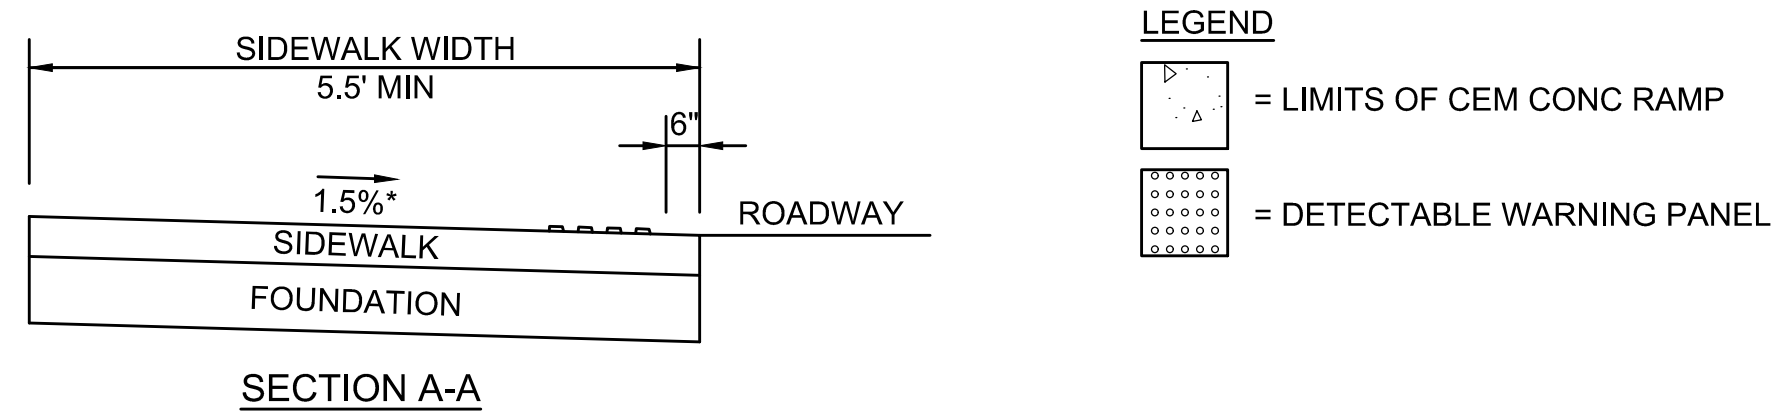 SIDEWALK WIDTH
5.5' MIN
6"
1.5%*
ROADWAY
SIDEWALK
FOUNDATION
SECTION A-A
LEGEND
= LIMITS OF CEM CONC RAMP
= DETECTABLE WARNING PANEL